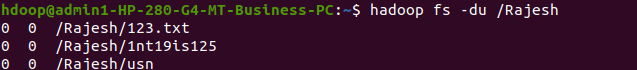 hdoop@admin1-HP-280-G4-MT-Business-PC:~$ hadoop fs -du /Rajesh
0  0  /Rajesh/123.txt
0  0  /Rajesh/1nt19is125
0  0  /Rajesh/usn